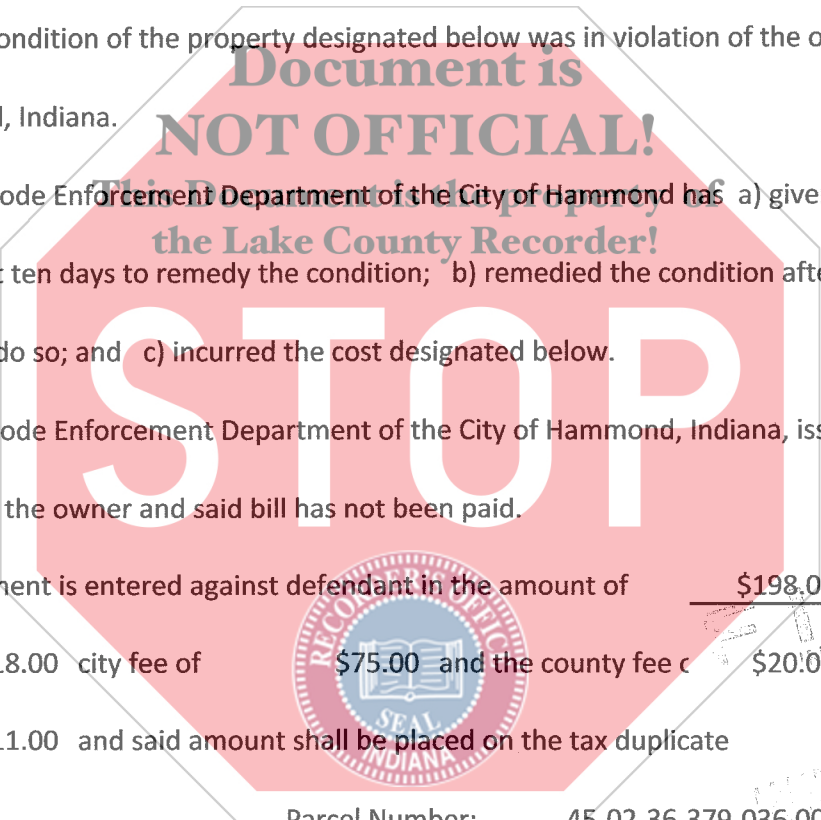 ondition of the property designated below was in violation of the o
Document is
, Indiana.
NOT OFFICIAL!
ode Enforcement Department of the City of Hammond has a) give
This Document is the property of
the Lake County Recorder!
t ten days to remedy the condition; b) remedied the condition afte
STOP
do so; and c) incurred the cost designated below.
ode Enforcement Department of the City of Hammond, Indiana, iss
the owner and said bill has not been paid.
ment is entered against defendant in the amount of $198.0
RECORDER'S OFFICE
8.00 city fee of $75.00 and the county fee o $20.0
SEAL
INDIANA
1.00 and said amount shall be placed on the tax duplicate
Parcel Number: 45-02-36-379-036.00